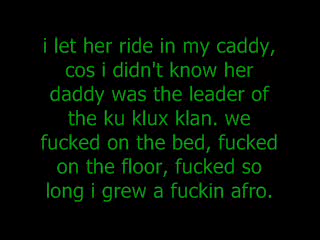 i let her ride in my caddy,
cos i didn't know her
daddy was the leader of
the ku klux klan. we
fucked on the bed, fucked
on the floor, fucked so
long i grew a fuckin afro.